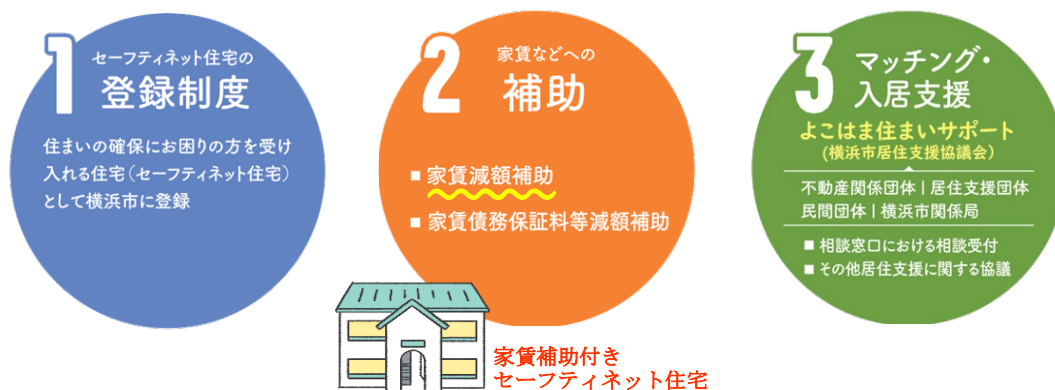 1
セーフティネット住宅の
登録制度
住まいの確保にお困りの方を受け
入れる住宅(セーフティネット住宅)
として横浜市に登録
2
家賃などへの
補助
■ 家賃減額補助
■ 家賃債務保証料等減額補助
家賃補助付き
セーフティネット住宅
3
マッチング・
入居支援
よこはま住まいサポート
(横浜市居住支援協議会)
不動産関係団体 | 居住支援団体
民間団体 | 横浜市関係局
■ 相談窓口における相談受付
■ その他居住支援に関する協議